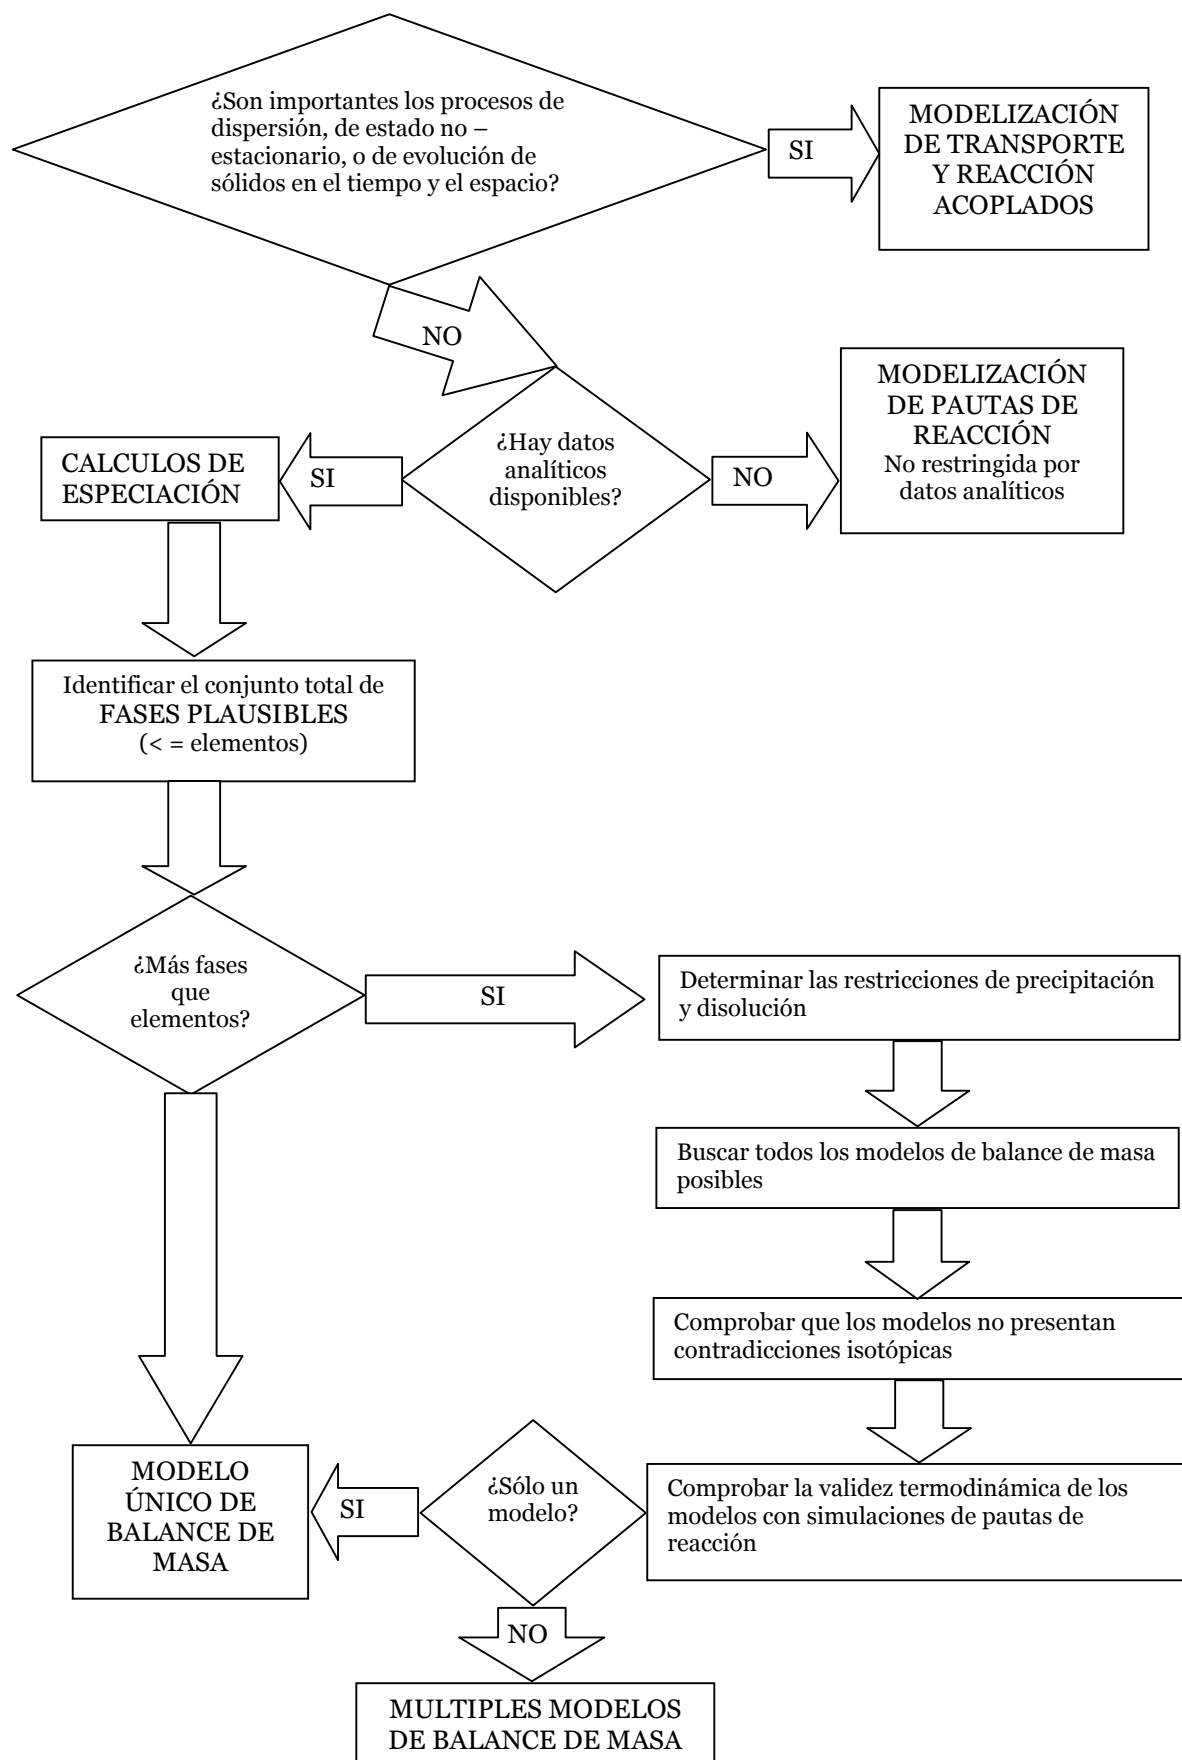 ¿Son importantes los procesos de
dispersión, de estado no –
estacionario, o de evolución de
sólidos en el tiempo y el espacio?
SI
MODELIZACIÓN
DE TRANSPORTE
Y REACCIÓN
ACOPLADOS
NO
¿Hay datos
analíticos
disponibles?
NO
MODELIZACIÓN
DE PAUTAS DE
REACCIÓN
No restringida por
datos analíticos
SI
CALCULOS DE
ESPECIACIÓN
Identificar el conjunto total de
FASES PLAUSIBLES
(< = elementos)
¿Más fases
que
elementos?
SI
Determinar las restricciones de precipitación
y disolución
Buscar todos los modelos de balance de masa
posibles
Comprobar que los modelos no presentan
contradicciones isotópicas
Comprobar la validez termodinámica de los
modelos con simulaciones de pautas de
reacción
¿Sólo un
modelo?
SI
MODELO
ÚNICO DE
BALANCE DE
MASA
NO
MULTIPLES MODELOS
DE BALANCE DE MASA